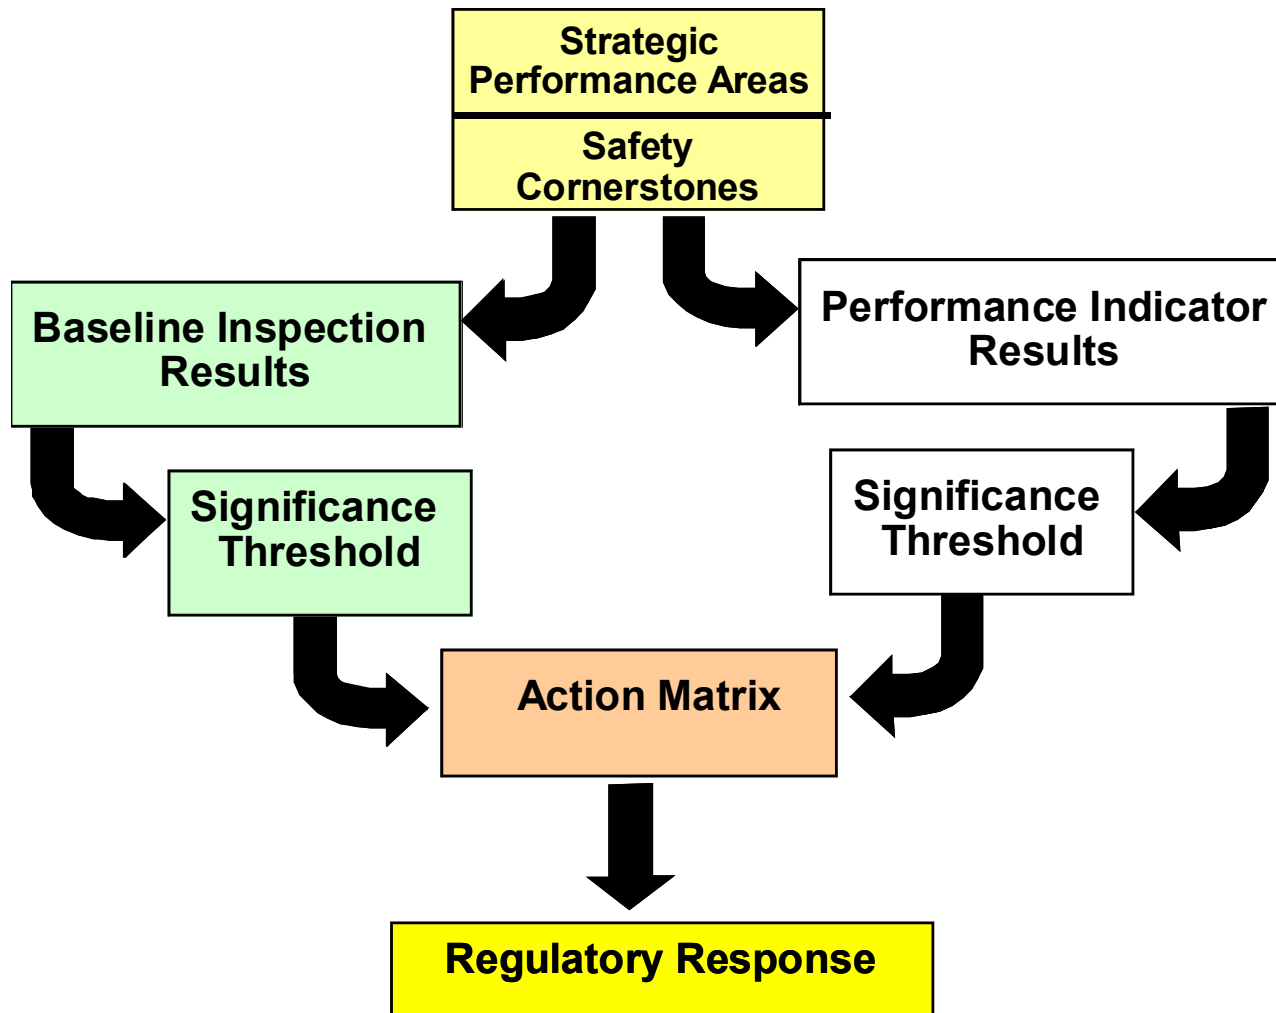 Strategic
Performance Areas
Safety
Cornerstones
Baseline Inspection
Results
Performance Indicator
Results
Significance
Threshold
Significance
Threshold
Action Matrix
Regulatory Response